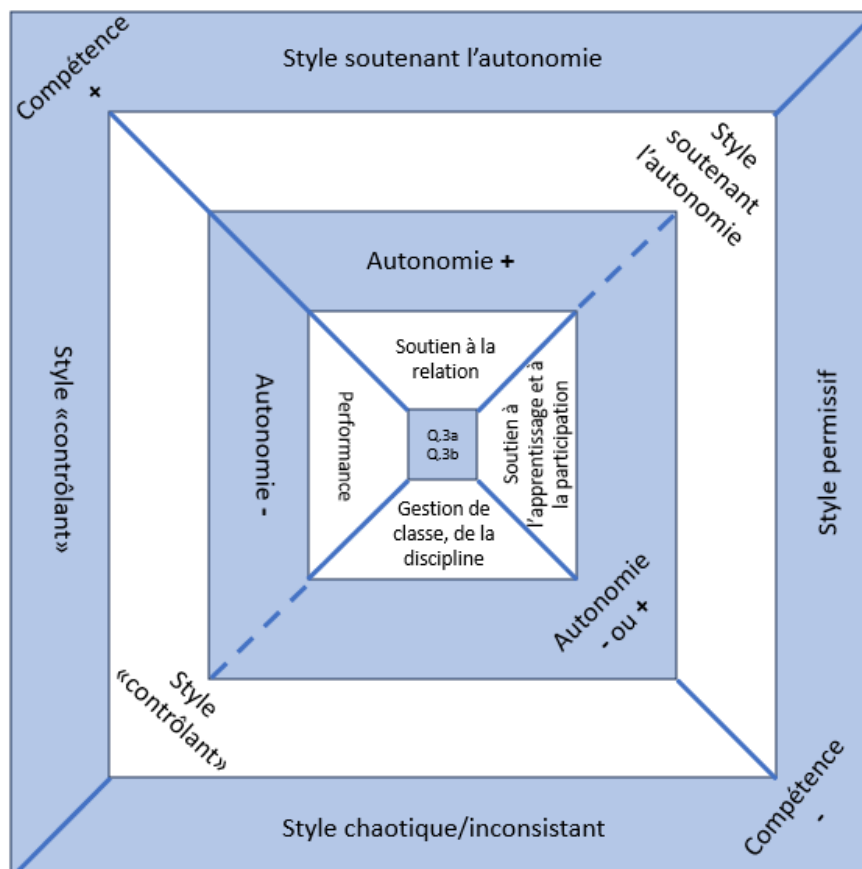 Style soutenant l’autonomie
Compétence
+
Style
soutenant
l’autonomie
Autonomie +
Soutien à la
relation
Style «contrôlant»
Autonomie -
Performance
Q,3a
Q,3b
Soutien à
l’apprentissage et à
la participation
Style permissif
Gestion de
classe, de la
discipline
Autonomie
- ou +
Style
«contrôlant»
Compétence
-
Style chaotique/inconsistant